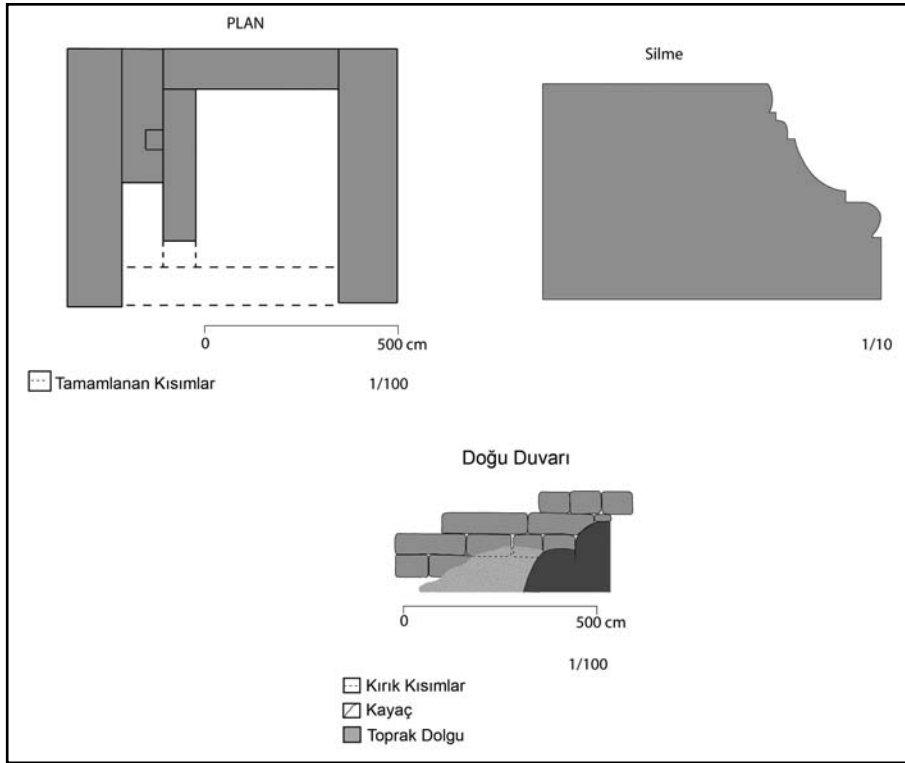 PLAN
Silme
0 500 cm
1/10
Tamamlanan Kısımlar 1/100
Doğu Duvarı
0 500 cm
1/100
Kırık Kısımlar
Kayaç
Toprak Dolgu